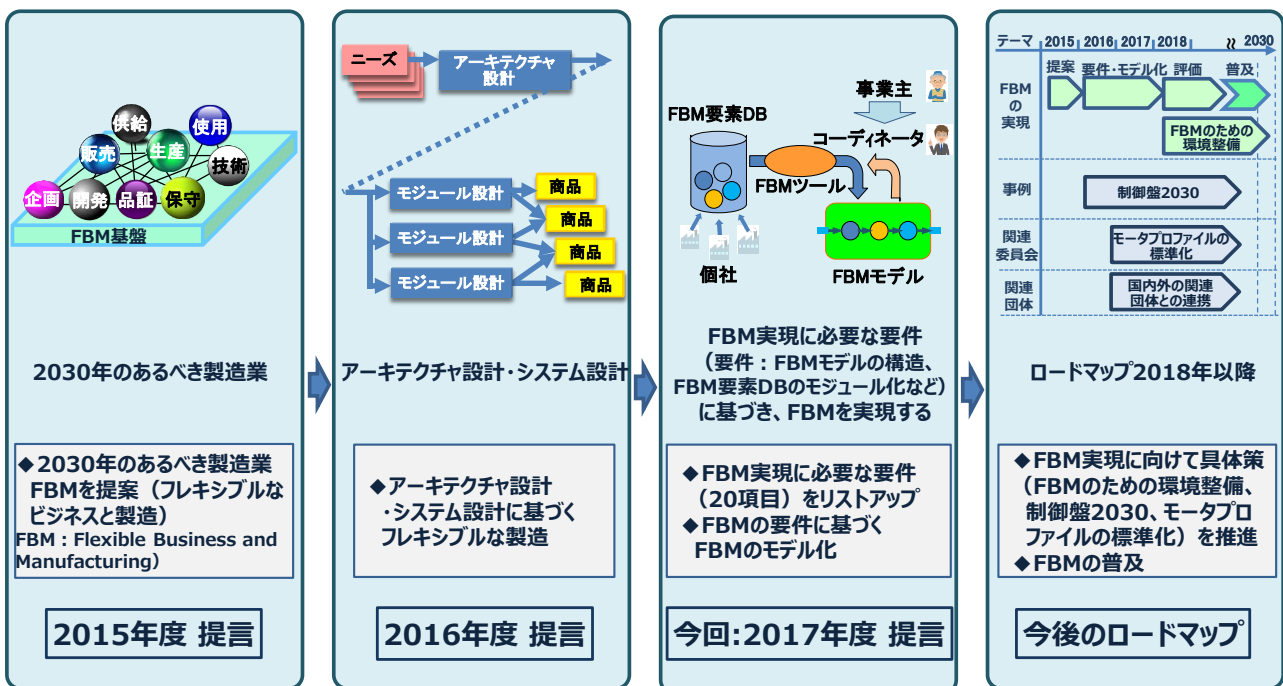 供給
使用
販売
生産
技術
企画
開発
品証
保守
FBM基盤
2030年のあるべき製造業
◆2030年のあるべき製造業
FBMを提案（フレキシブルな
ビジネスと製造）
FBM：Flexible Business and
Manufacturing）
2015年度 提言
ニーズ
アーキテクチャ
設計
モジュール設計
モジュール設計
モジュール設計
商品
商品
商品
商品
アーキテクチャ設計・システム設計
◆アーキテクチャ設計
・システム設計に基づく
フレキシブルな製造
2016年度 提言
事業主
FBM要素DB
コーディネータ
FBMツール
個社
FBMモデル
FBM実現に必要な要件
（要件：FBMモデルの構造、
FBM要素DBのモジュール化など）
に基づき、FBMを実現する
◆FBM実現に必要な要件
（20項目）をリストアップ
◆FBMの要件に基づく
FBMのモデル化
今回:2017年度 提言
テーマ 2015 2016 2017 2018 ≈ 2030
提案 要件・モデル化 評価 普及
FBM
の
実現
FBMのための
環境整備
事例
制御盤2030
関連
委員会
モータプロファイルの
標準化
関連
団体
国内外の関連
団体との連携
ロードマップ2018年以降
◆FBM実現に向けて具体策
（FBMのための環境整備、
制御盤2030、モータプロ
ファイルの標準化）を推進
◆FBMの普及
今後のロードマップ